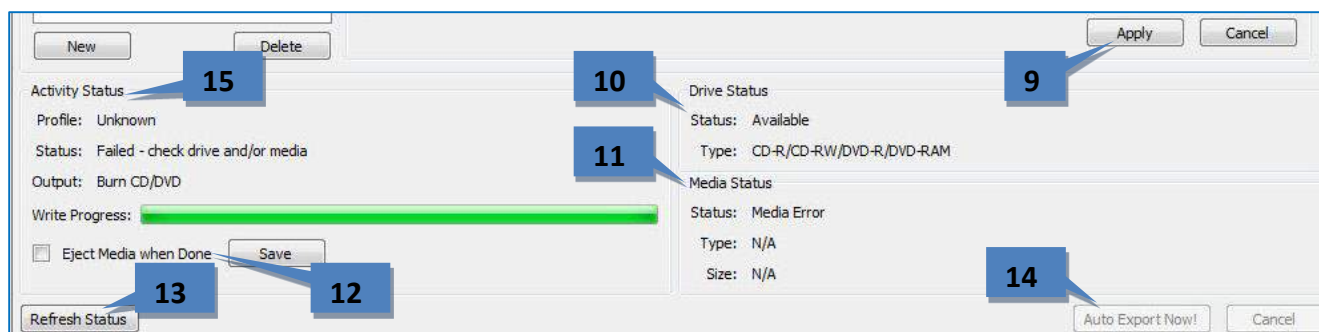 New
Delete
Apply
Cancel
15
10
9
Activity Status
Drive Status
Profile: Unknown
Status: Available
Status: Failed - check drive and/or media
11
Type: CD-R/CD-RW/DVD-R/DVD-RAM
Output: Burn CD/DVD
Media Status
Write Progress:
Status: Media Error
Eject Media when Done
Save
Type: N/A
Size: N/A
13
12
14
Refresh Status
Auto Export Now!
Cancel